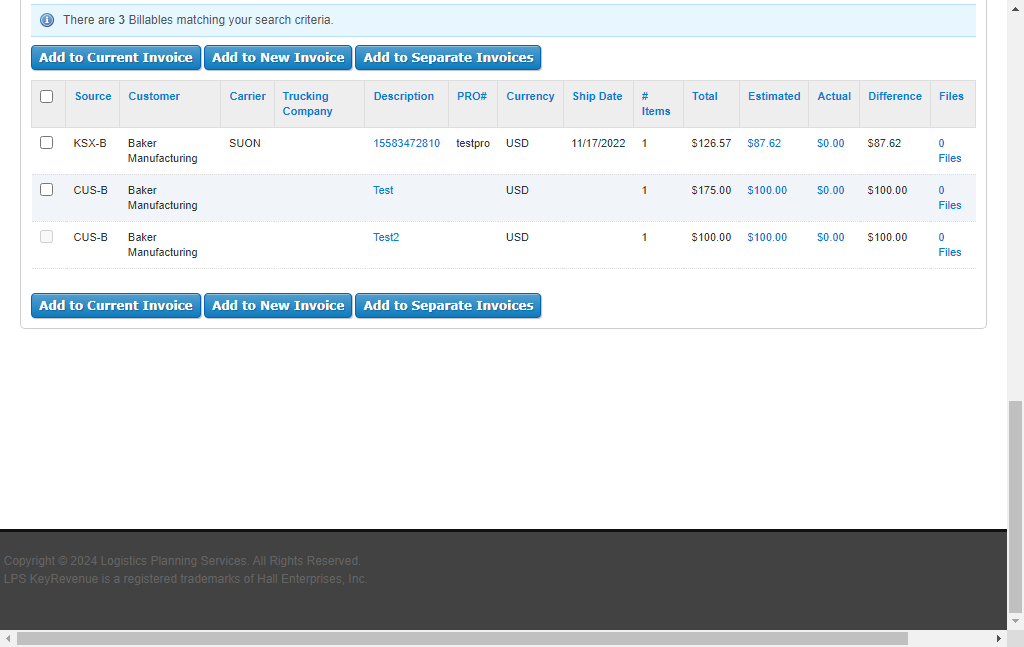 There are 3 Billables matching your search criteria.
Add to Current Invoice Add to New Invoice Add to Separate Invoices
Source Customer Carrier Trucking Company Description PRO# Currency Ship Date # Items Total Estimated Actual Difference Files
KSX-B Baker Manufacturing SUON 15583472810 testpro USD 11/17/2022 1 $126.57 $87.62 $0.00 $87.62 0 Files
CUS-B Baker Manufacturing Test USD 1 $175.00 $100.00 $0.00 $100.00 0 Files
CUS-B Baker Manufacturing Test2 USD 1 $100.00 $100.00 $0.00 $100.00 0 Files
Add to Current Invoice Add to New Invoice Add to Separate Invoices
Copyright © 2024 Logistics Planning Services. All Rights Reserved.
LPS KeyRevenue is a registered trademarks of Hall Enterprises, Inc.